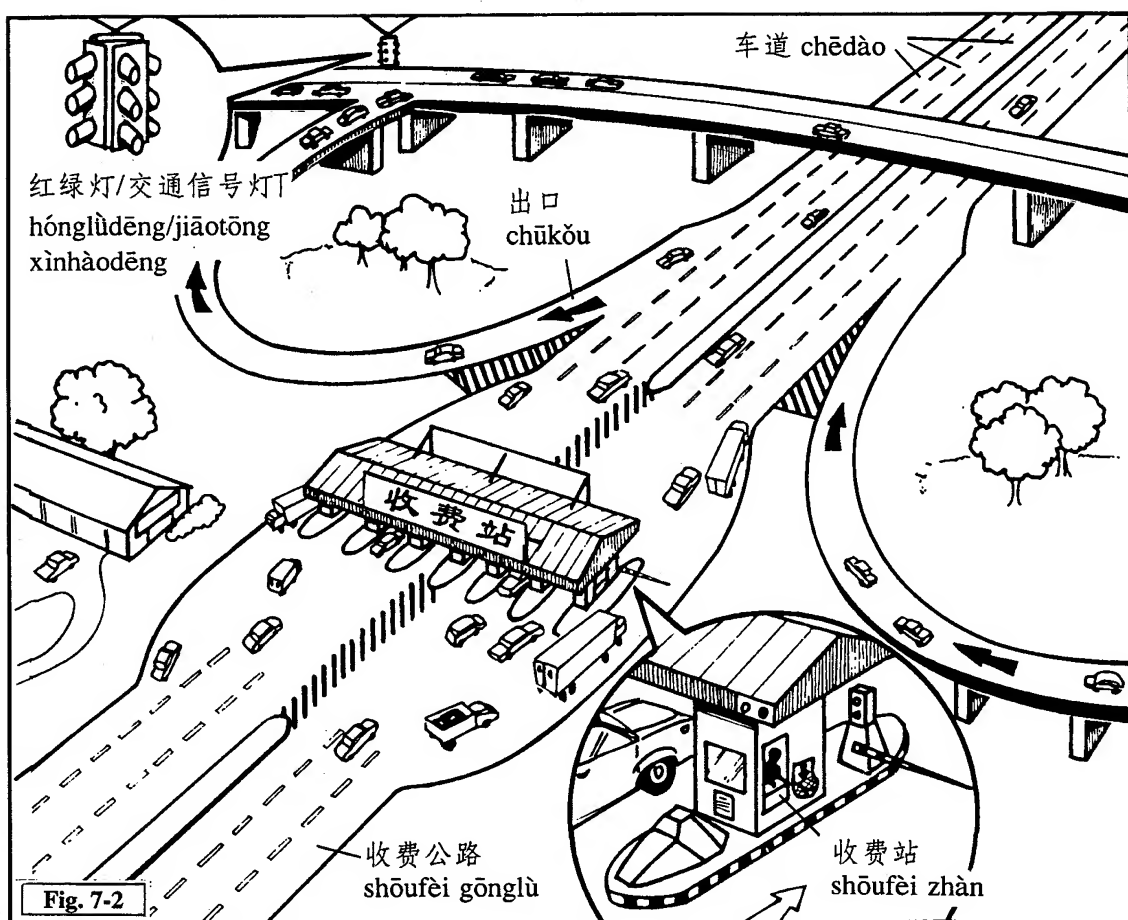 车道 chēdào
红绿灯/交通信号灯
hónglǜdēng/jiāotōng
xìnhàodēng
出口
chūkǒu
收费站
收费公路
shōufèi gōnglù
收费站
shōufèi zhàn
Fig. 7-2